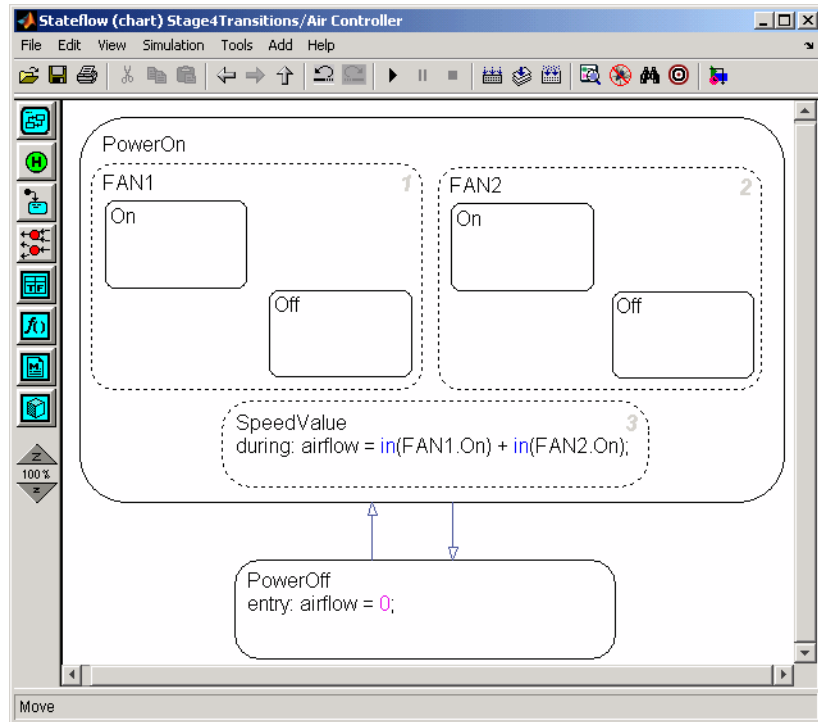 Stateflow (chart) Stage4Transitions/Air Controller
File Edit View Simulation Tools Add Help
PowerOn
FAN1 1
On
Off
FAN2 2
On
Off
SpeedValue 3
during: airflow = in(FAN1.On) + in(FAN2.On);
PowerOff
entry: airflow = 0;
H
TF
f()
M
Z
100%
z
Move